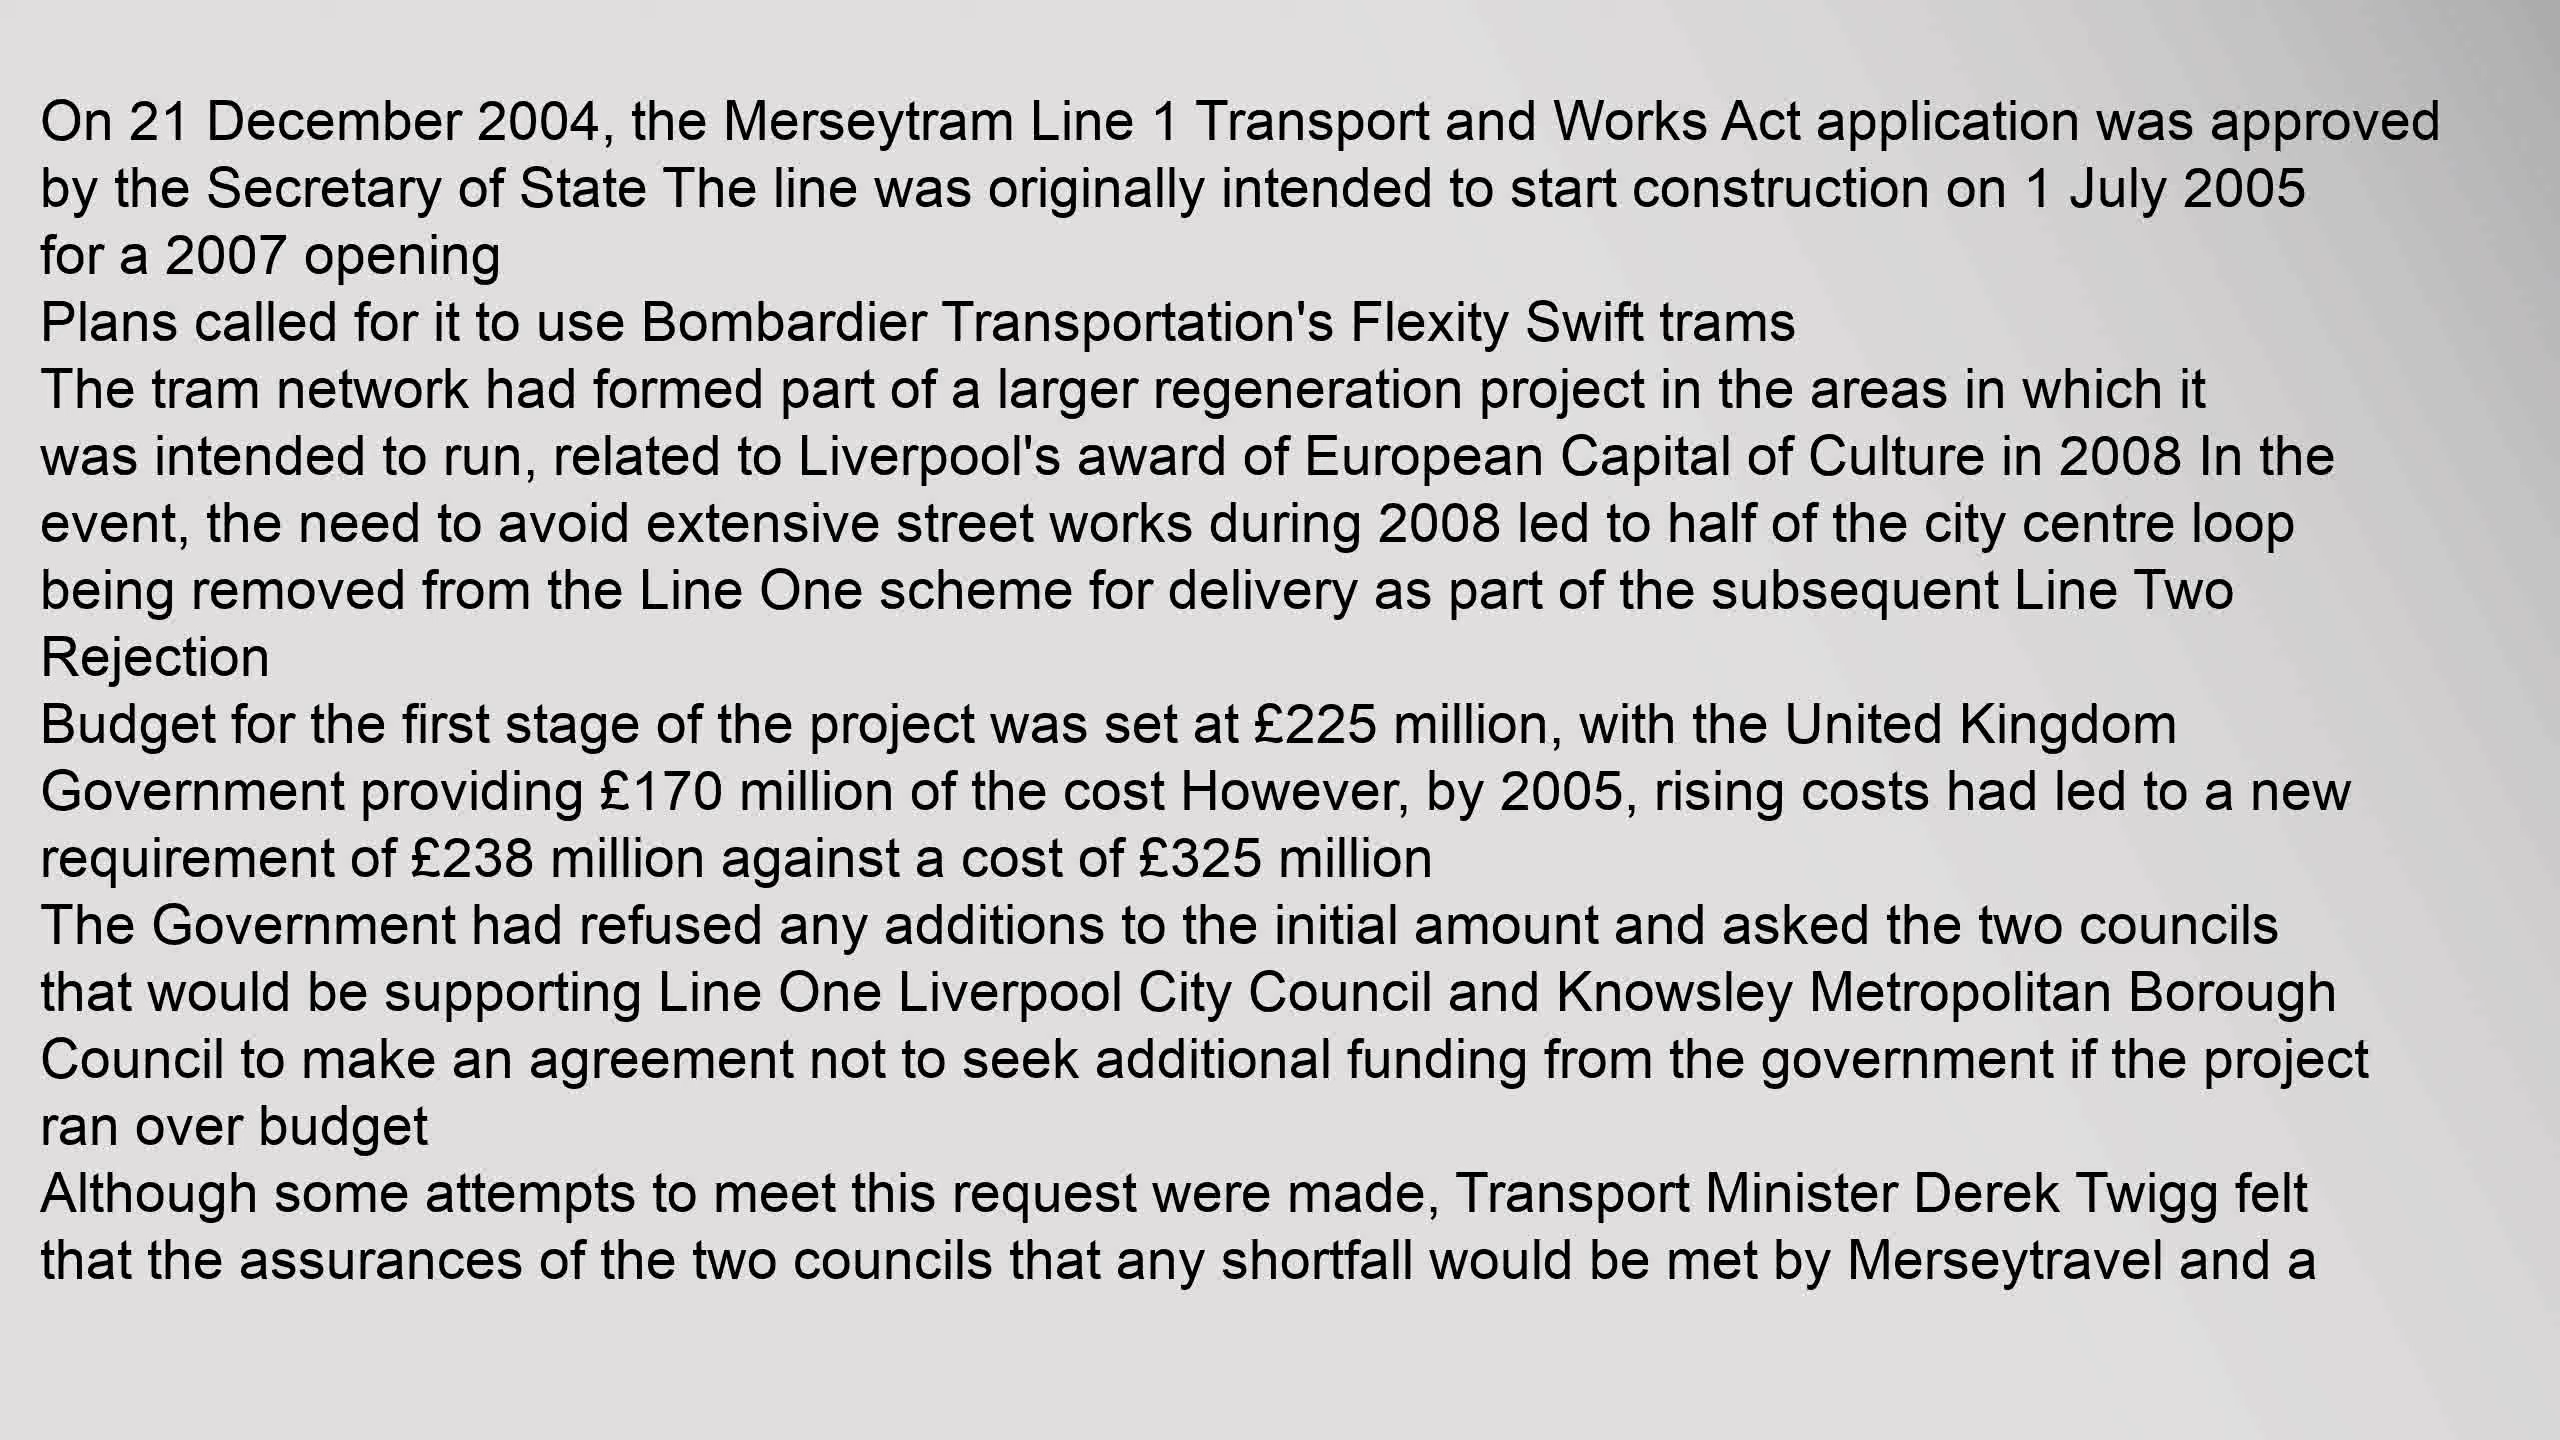 On 21 December 2004, the Merseytram Line 1 Transport and Works Act application was approved
by the Secretary of State The line was originally intended to start construction on 1 July 2005
for a 2007 opening
Plans called for it to use Bombardier Transportation's Flexity Swift trams
The tram network had formed part of a larger regeneration project in the areas in which it
was intended to run, related to Liverpool's award of European Capital of Culture in 2008 In the
event, the need to avoid extensive street works during 2008 led to half of the city centre loop
being removed from the Line One scheme for delivery as part of the subsequent Line Two
Rejection
Budget for the first stage of the project was set at £225 million, with the United Kingdom
Government providing £170 million of the cost However, by 2005, rising costs had led to a new
requirement of £238 million against a cost of £325 million
The Government had refused any additions to the initial amount and asked the two councils
that would be supporting Line One Liverpool City Council and Knowsley Metropolitan Borough
Council to make an agreement not to seek additional funding from the government if the project
ran over budget
Although some attempts to meet this request were made, Transport Minister Derek Twigg felt
that the assurances of the two councils that any shortfall would be met by Merseytravel and a